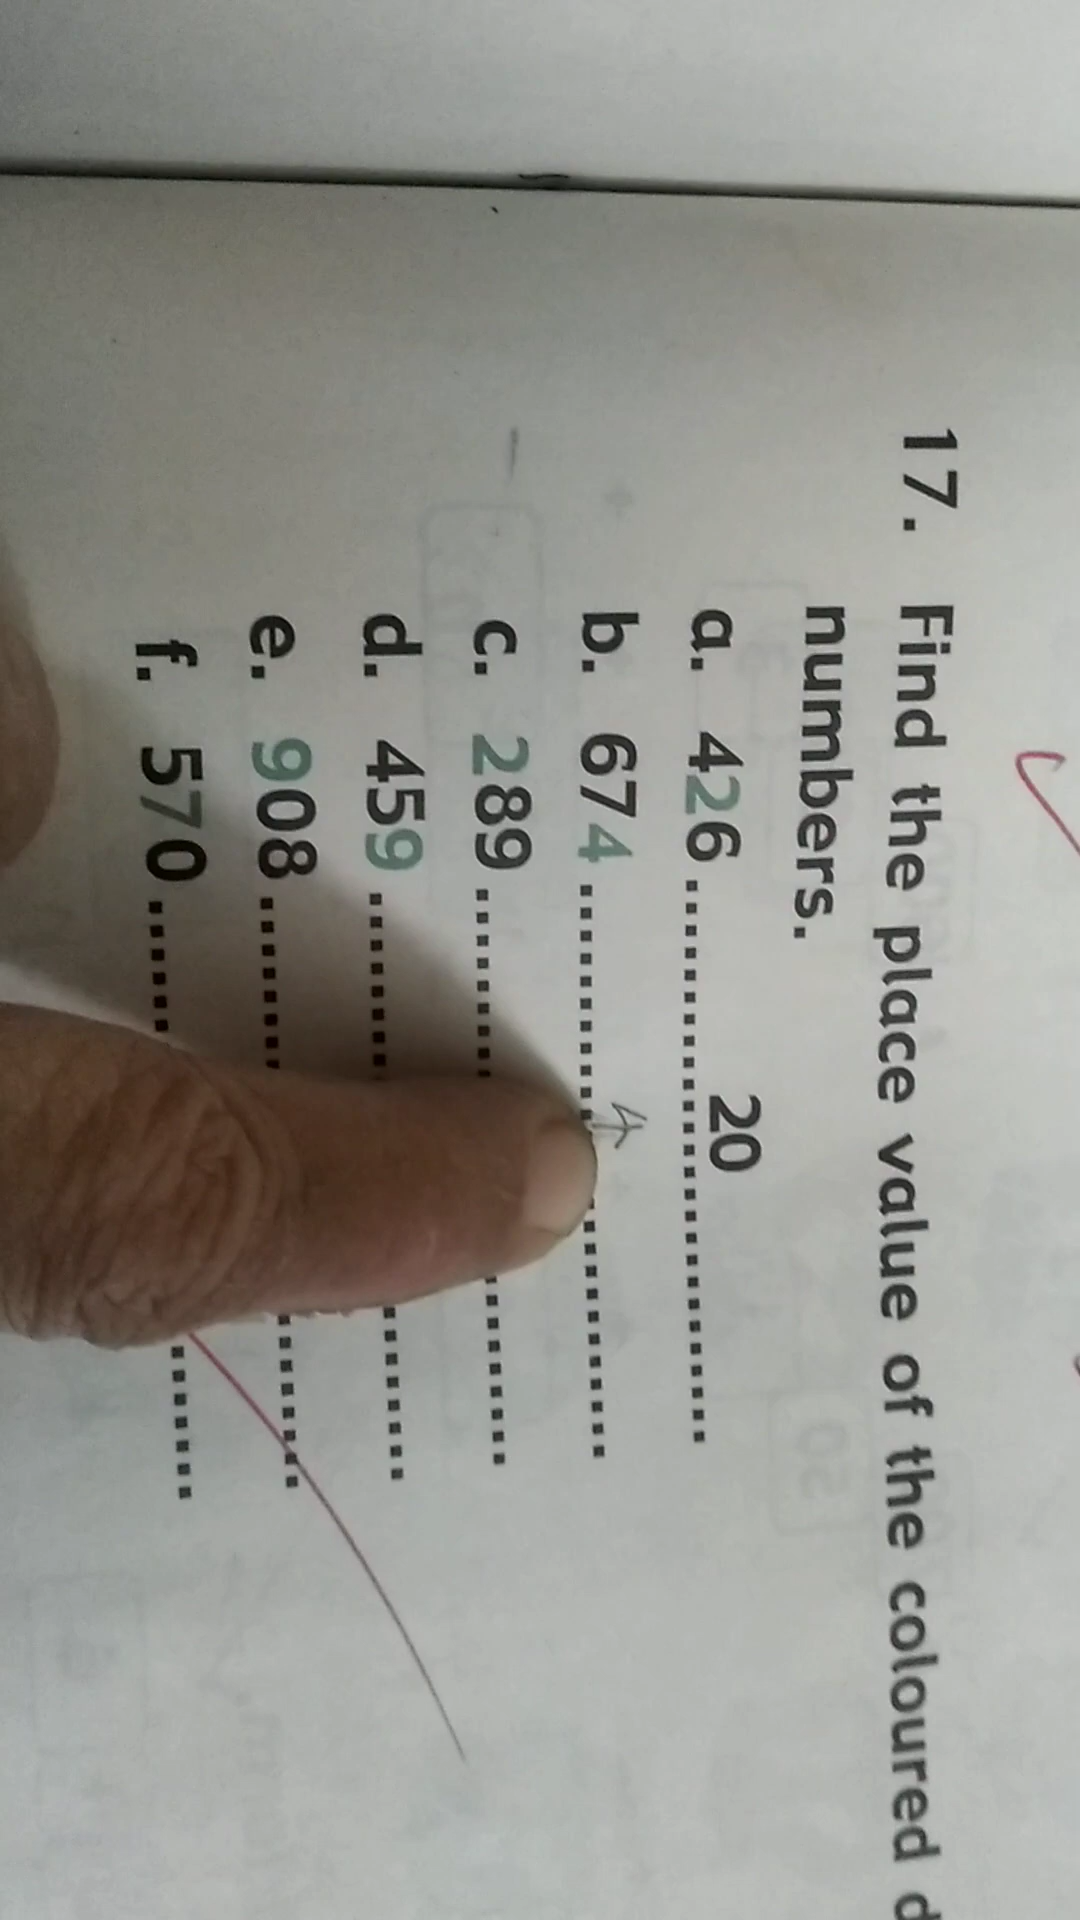 17. Find the place value of the coloured
numbers.
a. 426 ........ 20 ........
b. 674 ........ 4 ........
c. 289 ................
d. 459 ................
e. 908 ................
f. 570 ................